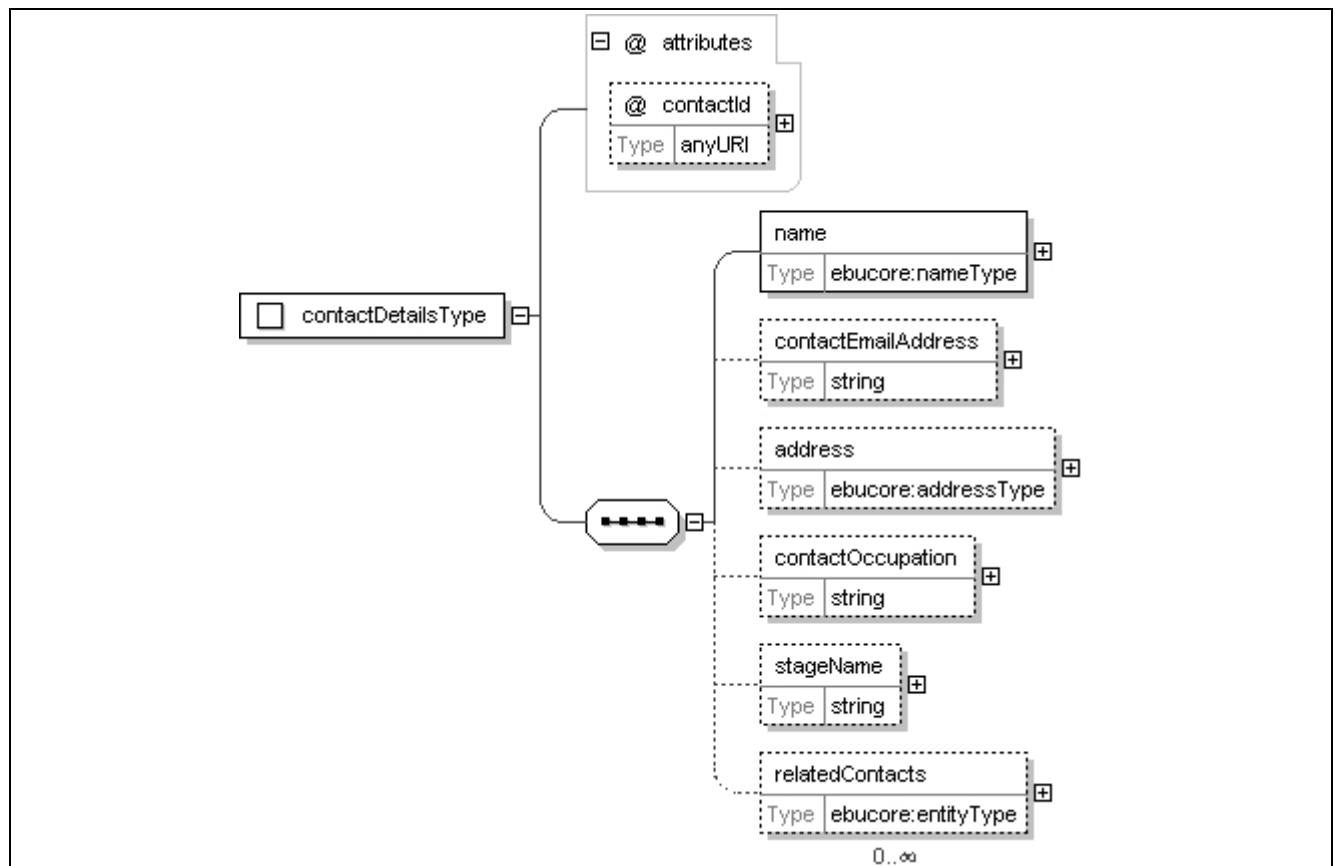 @ attributes
@ contactId
Type anyURI
name
Type ebucore:nameType
contactDetailsType
contactEmailAddress
Type string
address
Type ebucore:addressType
contactOccupation
Type string
stageName
Type string
relatedContacts
Type ebucore:entityType
0..∞